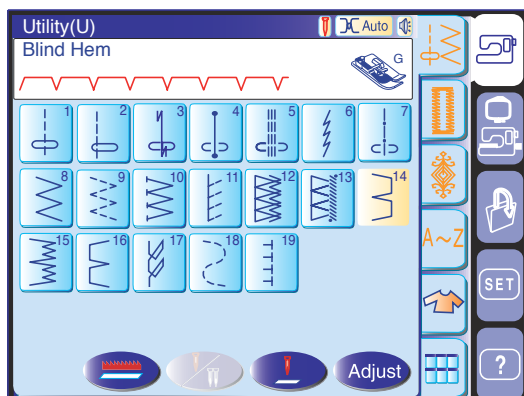 Utility(U) Auto
Blind Hem
G
1 2 3 4 5 6 7
8 9 10 11 12 13 14
A~Z
15 16 17 18 19
SET
Adjust
?